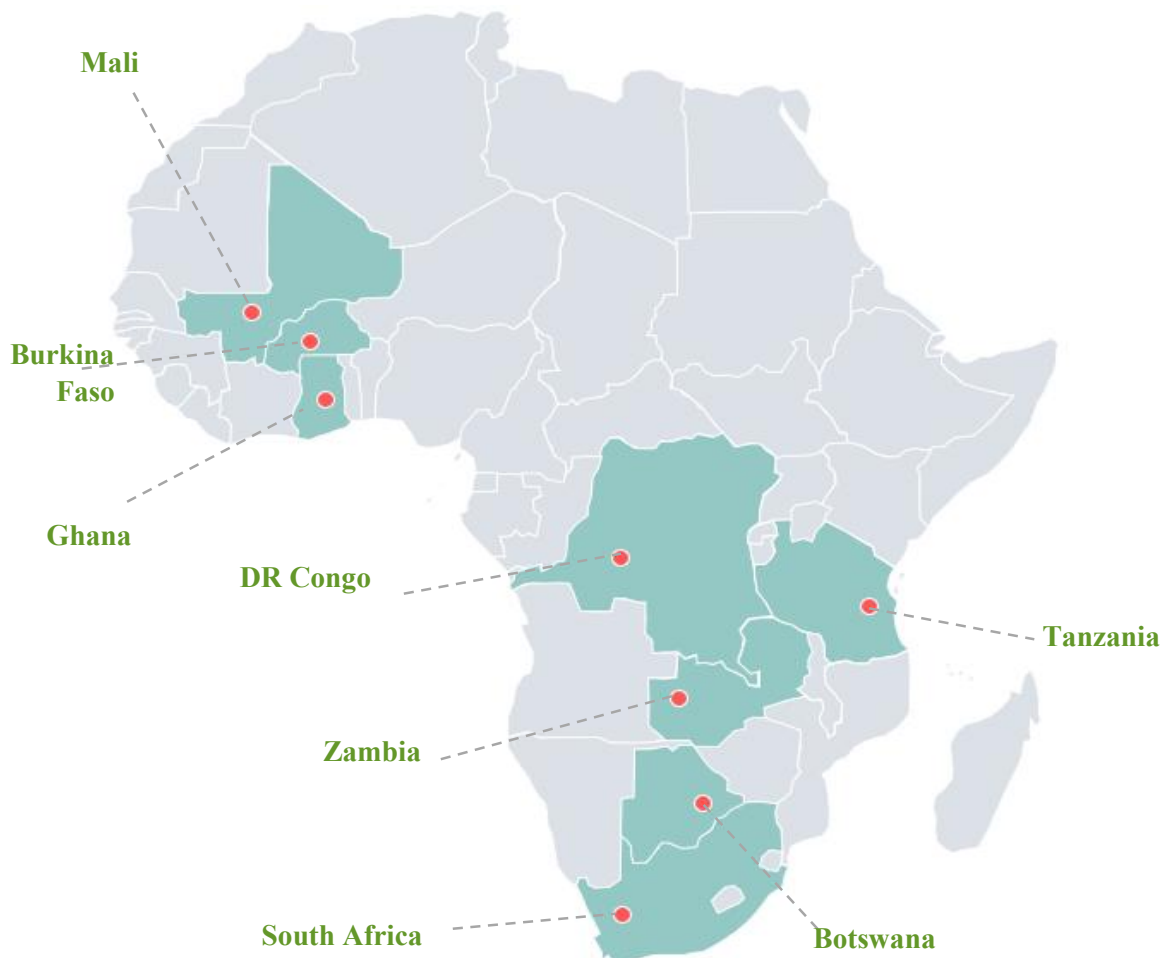 Mali
Burkina
Faso
Ghana
DR Congo
Tanzania
Zambia
South Africa
Botswana